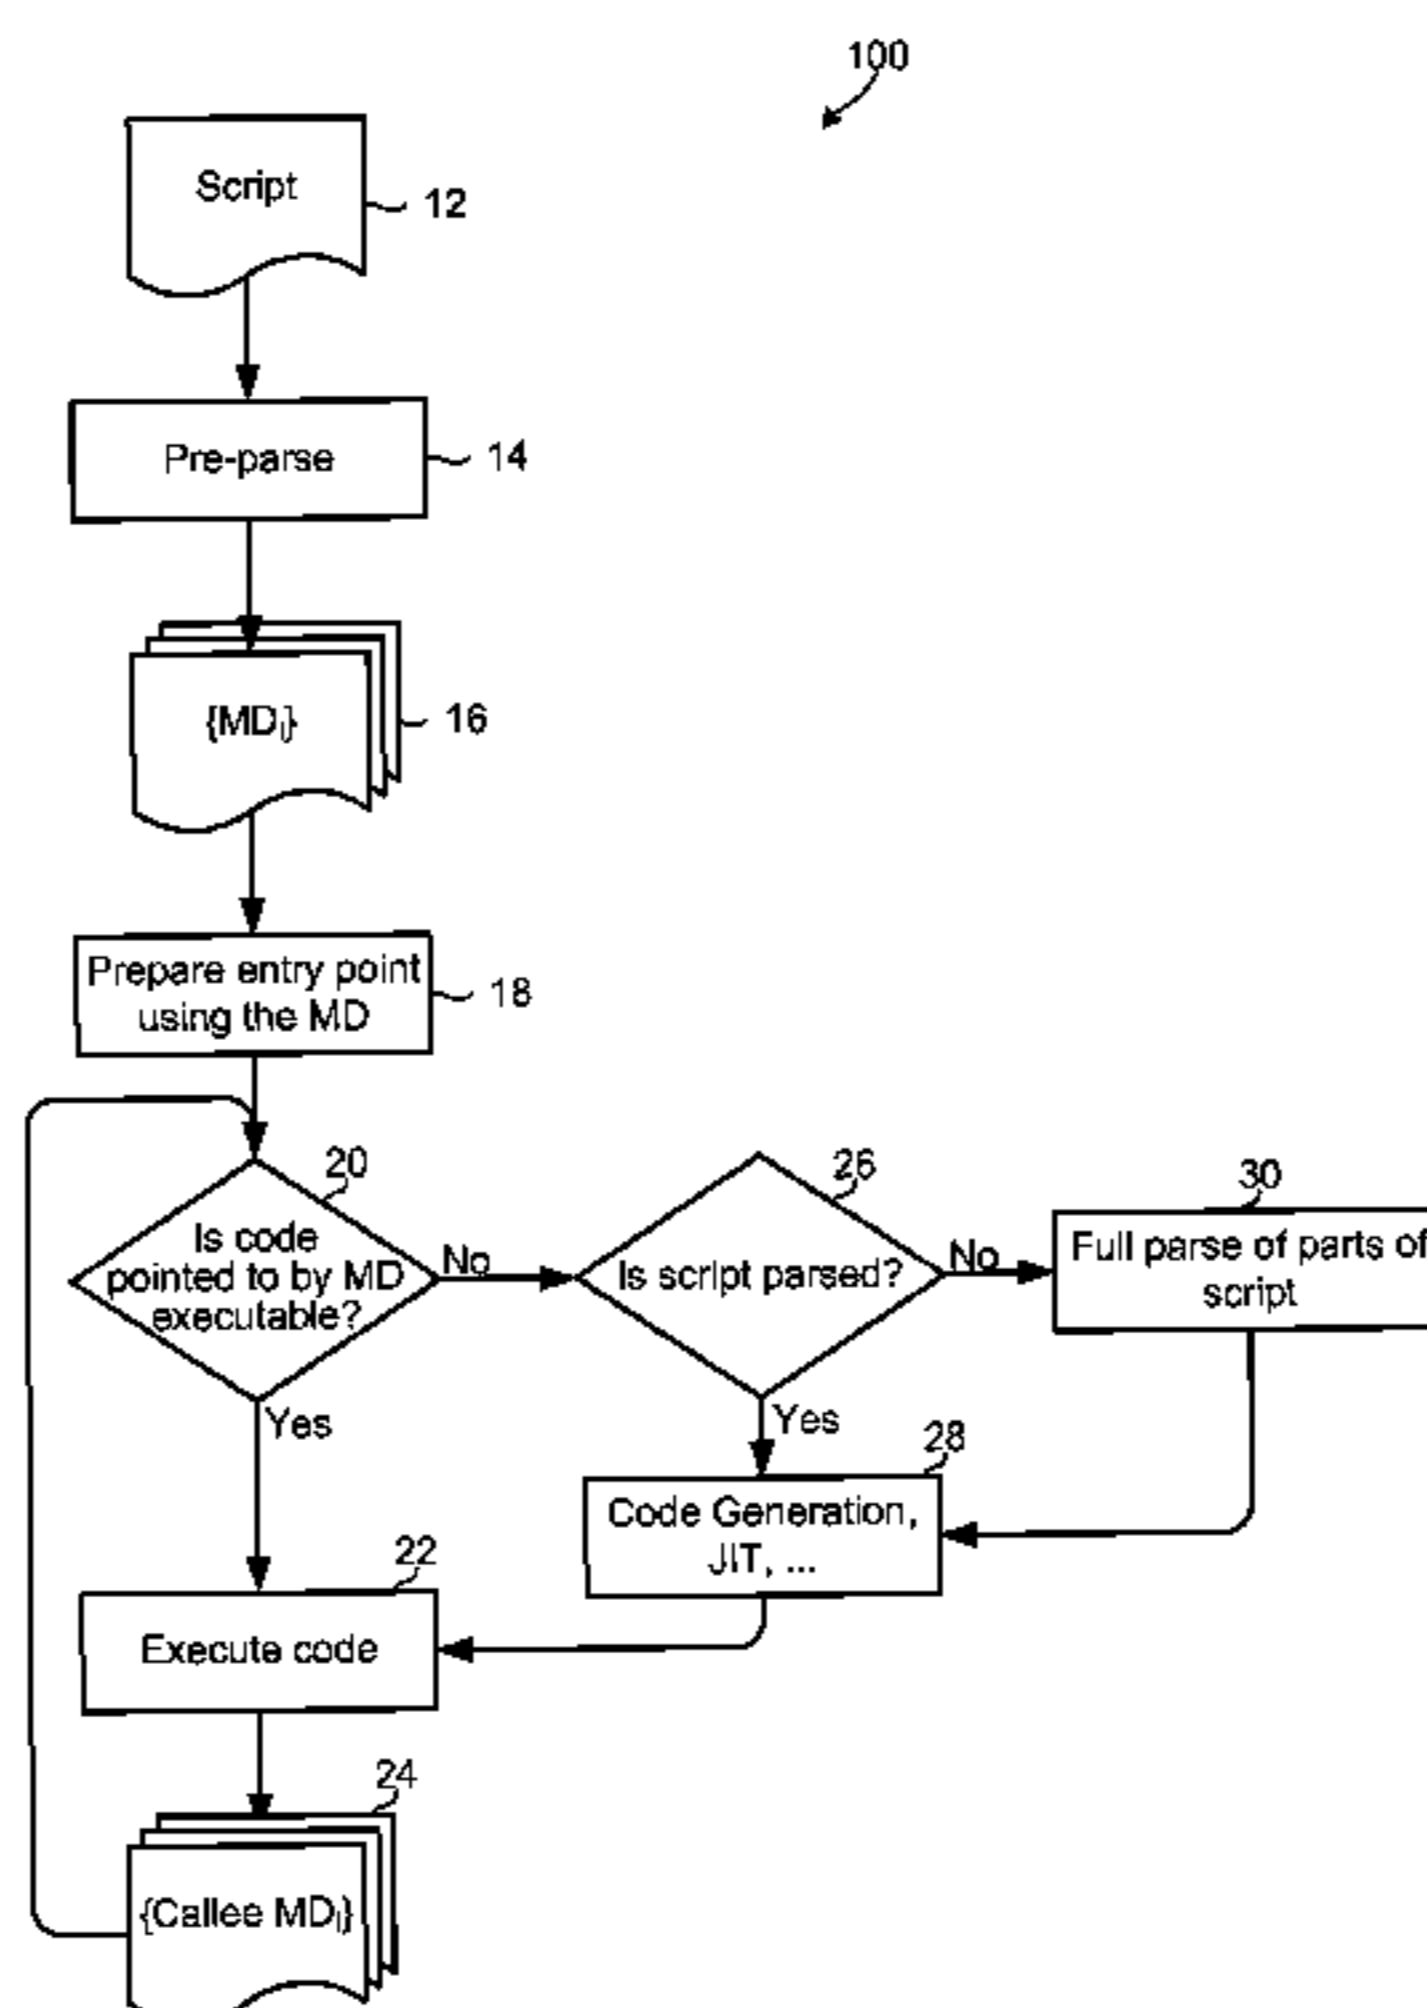 100
Script
12
Pre-parse
14
{MDi}
16
Prepare entry point
using the MD
18
20
Is code
pointed to by MD
executable?
No
26
Is script parsed?
No
30
Full parse of parts of
script
Yes
Yes
28
Code Generation,
JIT, ...
22
Execute code
24
{Callee MDi}